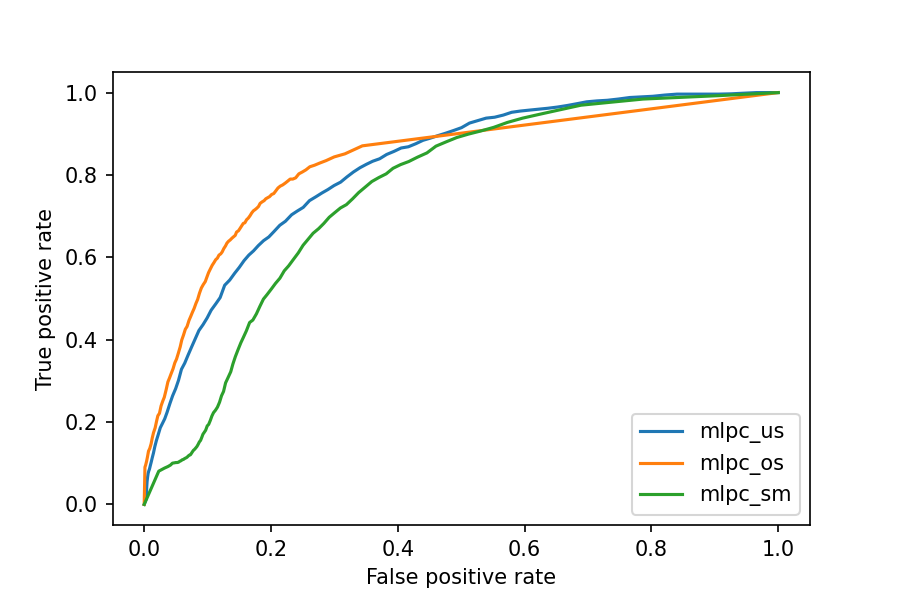 1.0
0.8
0.6
0.4
0.2
0.0
True positive rate
mlpc_us
mlpc_os
mlpc_sm
0.0 0.2 0.4 0.6 0.8 1.0
False positive rate